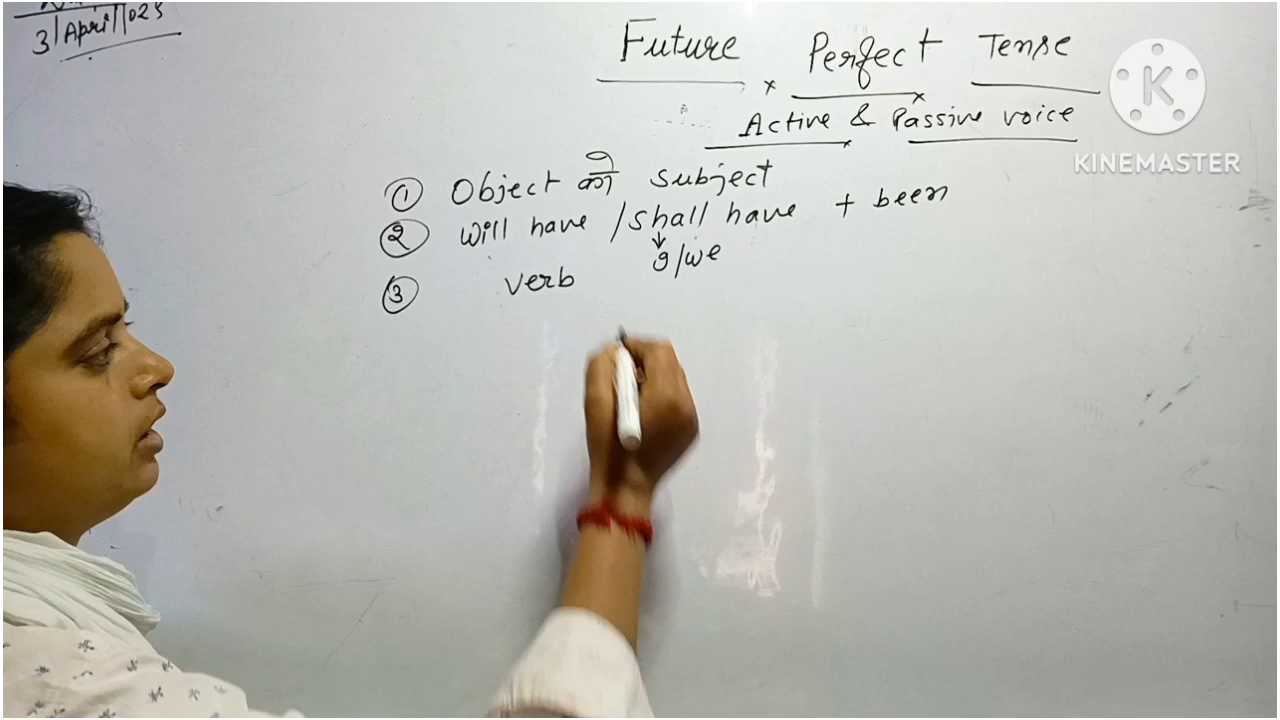 3 April 2025
Future Perfect Tense
Active & Passive voice
K
KINEMASTER
① Object को subject
② will have / shall have + been
I/we
③ verb